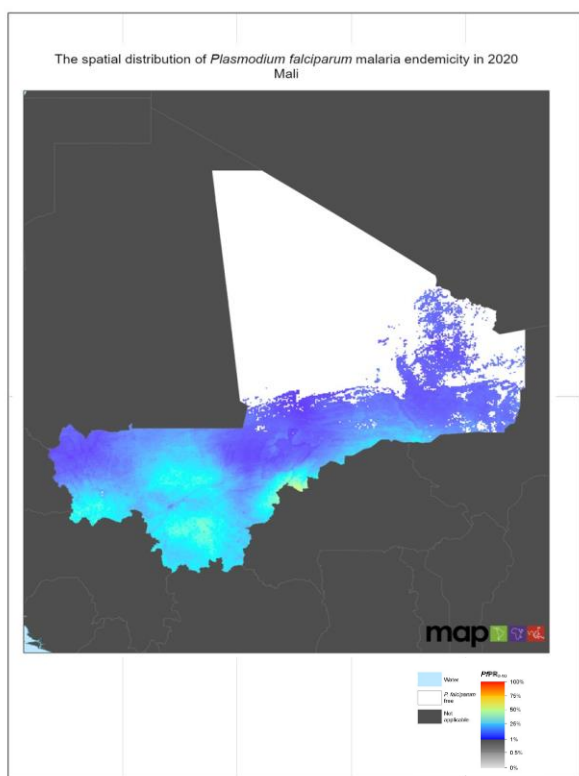 The spatial distribution of Plasmodium falciparum malaria endemicity in 2020
Mali
map
Water
P. falciparum
free
Not
applicable
100%
75%
50%
25%
1%
0.5%
0%